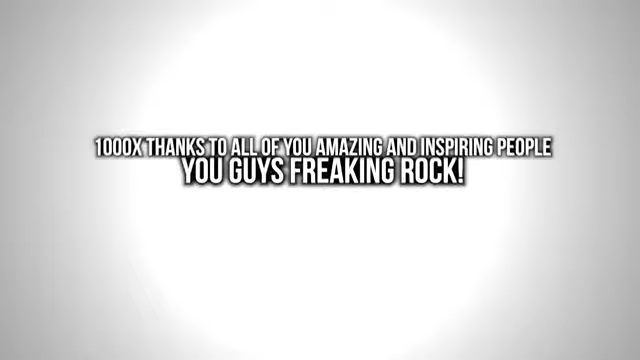 1000X THANKS TO ALL OF YOU AMAZING AND INSPIRING PEOPLE
YOU GUYS FREAKING ROCK!